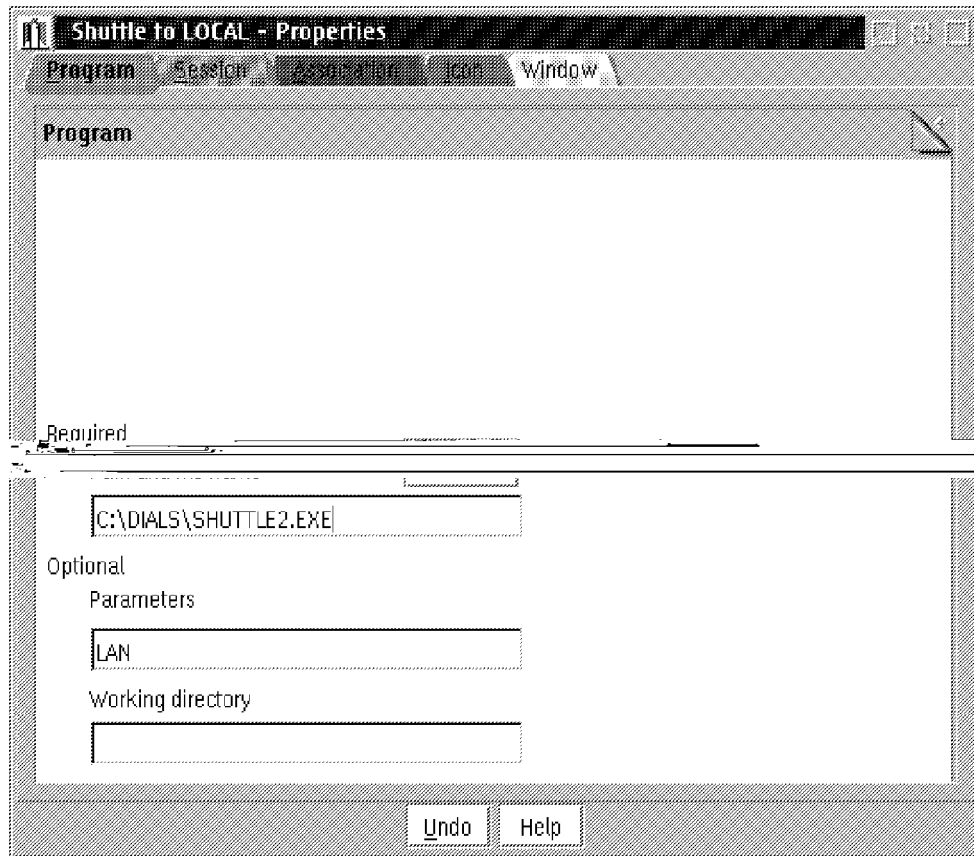 Shuttle to LOCAL - Properties
Program Session Association Icon Window
Program
Required
C:\DIALS\SHUTTLE2.EXE
Optional
Parameters
LAN
Working directory
Undo Help